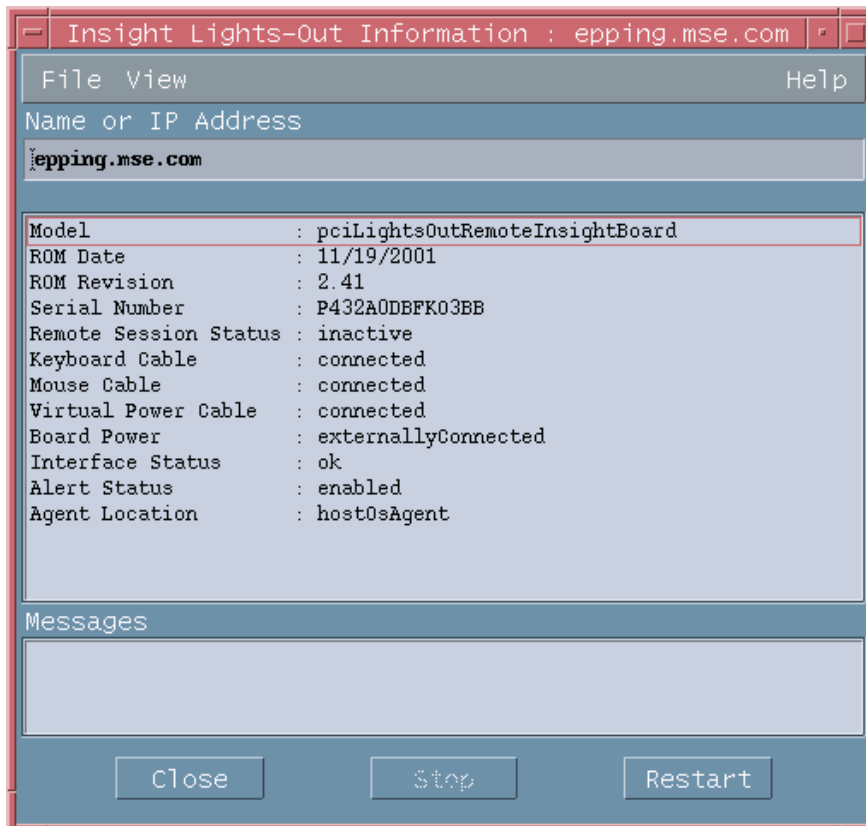 Insight Lights-Out Information : epping.mse.com
File View Help
Name or IP Address
epping.mse.com
Model : pciLightsOutRemoteInsightBoard
ROM Date : 11/19/2001
ROM Revision : 2.41
Serial Number : P432A0DBFK03BB
Remote Session Status : inactive
Keyboard Cable : connected
Mouse Cable : connected
Virtual Power Cable : connected
Board Power : externallyConnected
Interface Status : ok
Alert Status : enabled
Agent Location : hostOsAgent
Messages
Close Stop Restart